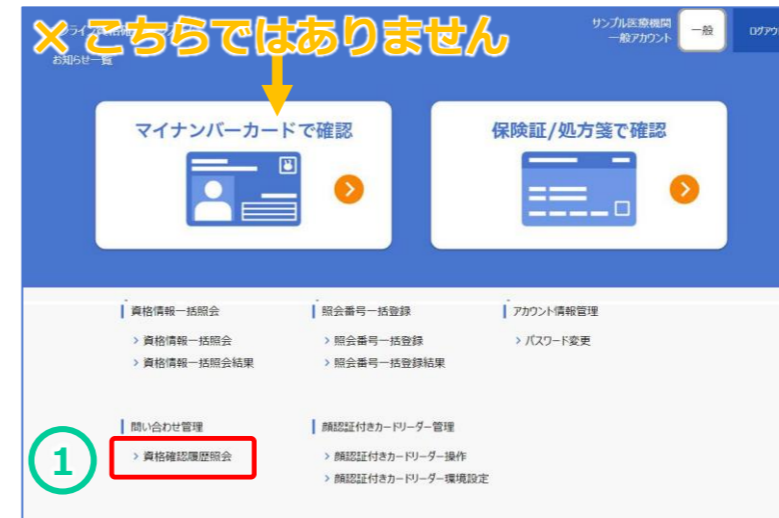 × こちらではありません
サンプル医療機関
一般アカウント
一般
お知らせ一覧
マイナンバーカードで確認
保険証/処方箋で確認
資格情報一括照会
照会番号一括登録
アカウント情報管理
資格情報一括照会
照会番号一括登録
パスワード変更
資格情報一括照会結果
照会番号一括登録結果
問い合わせ管理
顔認証付きカードリーダー管理
1
資格確認履歴照会
顔認証付きカードリーダー操作
顔認証付きカードリーダー環境設定